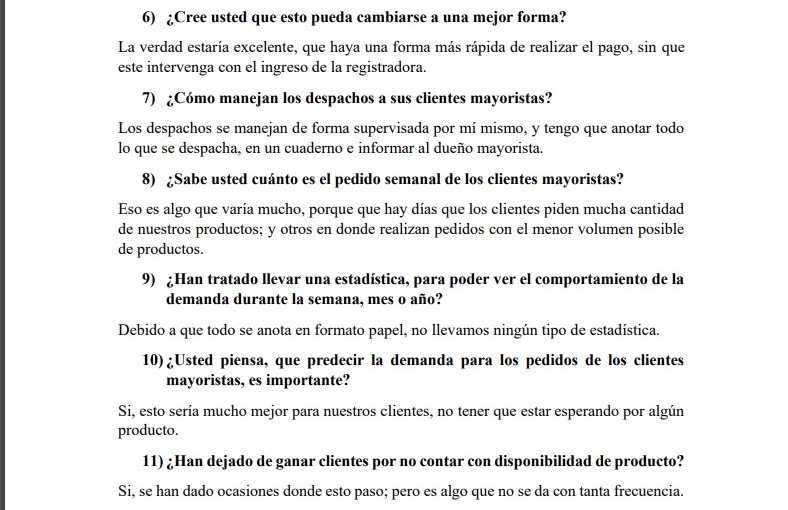 6) ¿Cree usted que esto pueda cambiarse a una mejor forma?
La verdad estaría excelente, que haya una forma más rápida de realizar el pago, sin que
este intervenga con el ingreso de la registradora.
7) ¿Cómo manejan los despachos a sus clientes mayoristas?
Los despachos se manejan de forma supervisada por mí mismo, y tengo que anotar todo
lo que se despacha, en un cuaderno e informar al dueño mayorista.
8) ¿Sabe usted cuánto es el pedido semanal de los clientes mayoristas?
Eso es algo que varía mucho, porque que hay días que los clientes piden mucha cantidad
de nuestros productos; y otros en donde realizan pedidos con el menor volumen posible
de productos.
9) ¿Han tratado llevar una estadística, para poder ver el comportamiento de la
demanda durante la semana, mes o año?
Debido a que todo se anota en formato papel, no llevamos ningún tipo de estadística.
10) ¿Usted piensa, que predecir la demanda para los pedidos de los clientes
mayoristas, es importante?
Si, esto sería mucho mejor para nuestros clientes, no tener que estar esperando por algún
producto.
11) ¿Han dejado de ganar clientes por no contar con disponibilidad de producto?
Si, se han dado ocasiones donde esto paso; pero es algo que no se da con tanta frecuencia.